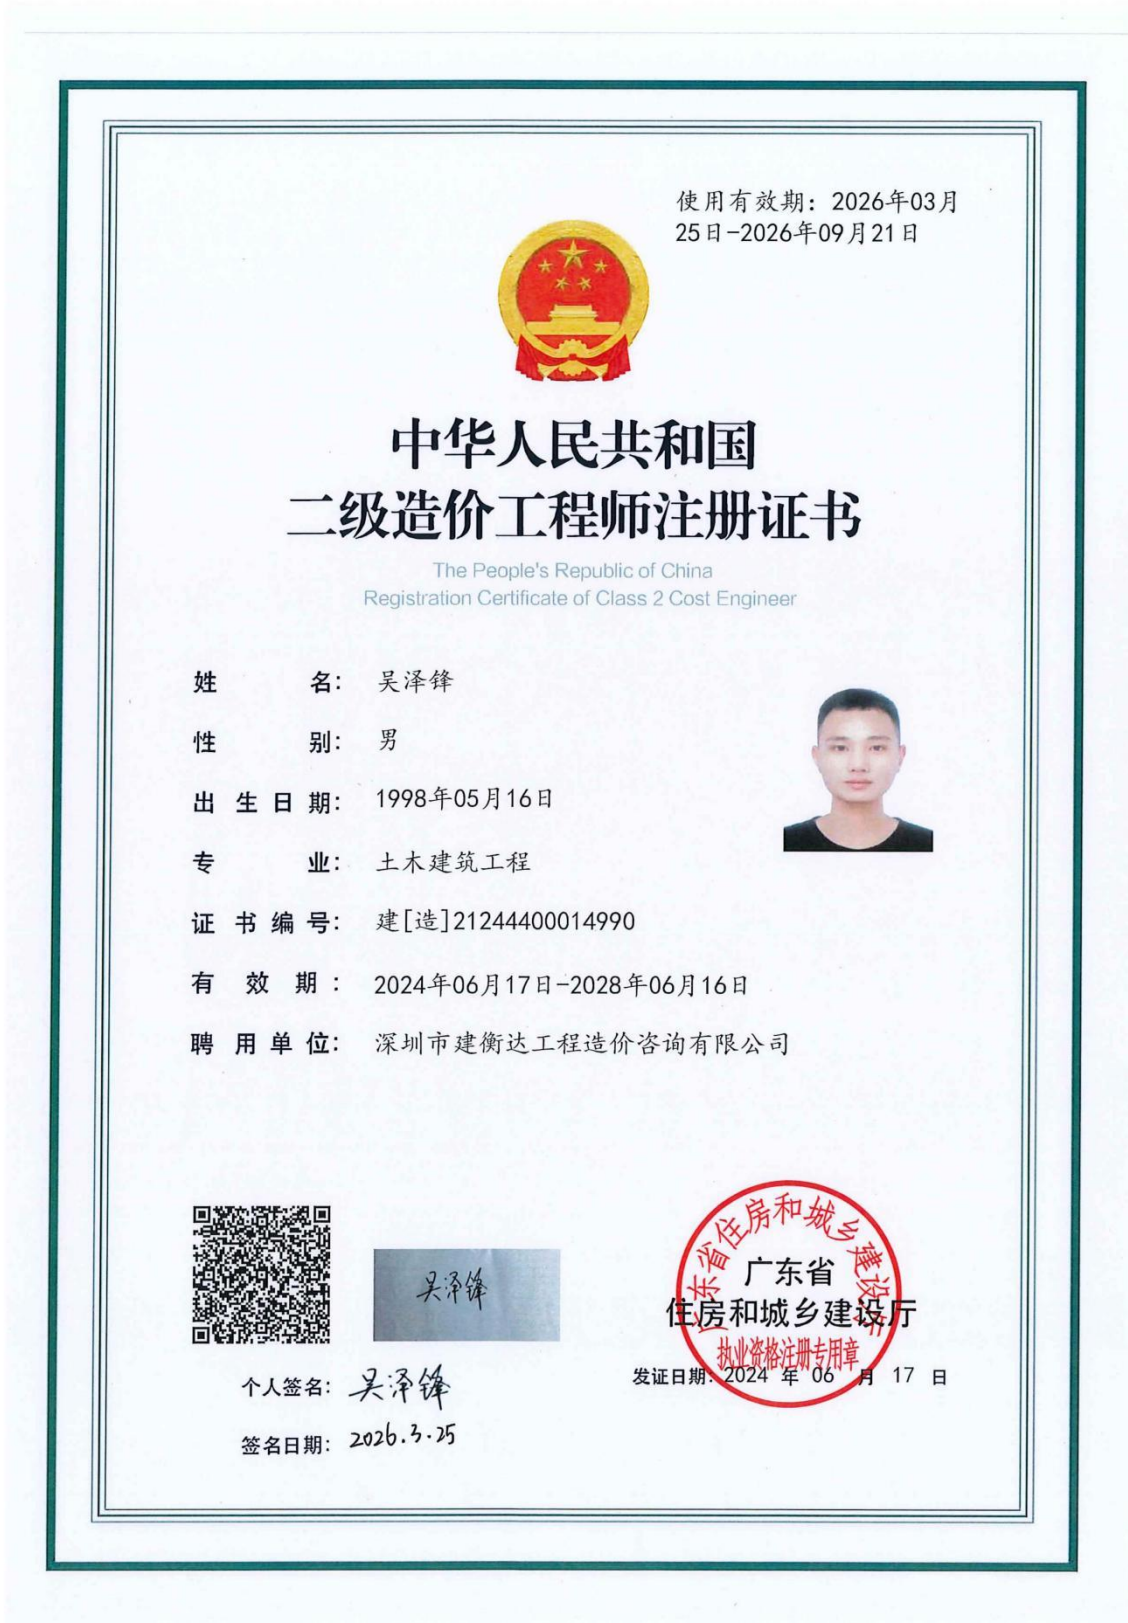 使用有效期：2026年03月
25日-2026年09月21日
中华人民共和国
二级造价工程师注册证书
The People's Republic of China
Registration Certificate of Class 2 Cost Engineer
姓名：吴泽锋
性别：男
出生日期：1998年05月16日
专业：土木建筑工程
证书编号：建[造]21244400014990
有效期：2024年06月17日-2028年06月16日
聘用单位：深圳市建衡达工程造价咨询有限公司
吴泽锋
个人签名：吴泽锋
签名日期：2026.3.25
广东省住房和城乡建设厅
广东省
住房和城乡建设厅
执业资格注册专用章
发证日期：2024年06月17日